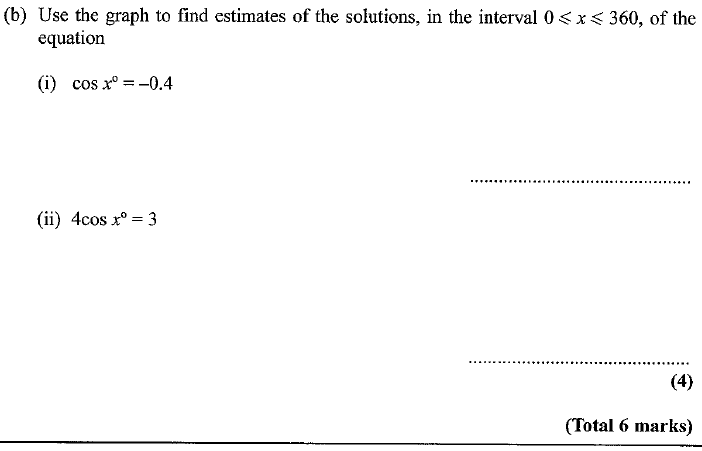 (b) Use the graph to find estimates of the solutions, in the interval 0 ⩽ x ⩽ 360, of the
equation
(i) cos x° = –0.4
................................................
(ii) 4cos x° = 3
................................................
(4)
(Total 6 marks)